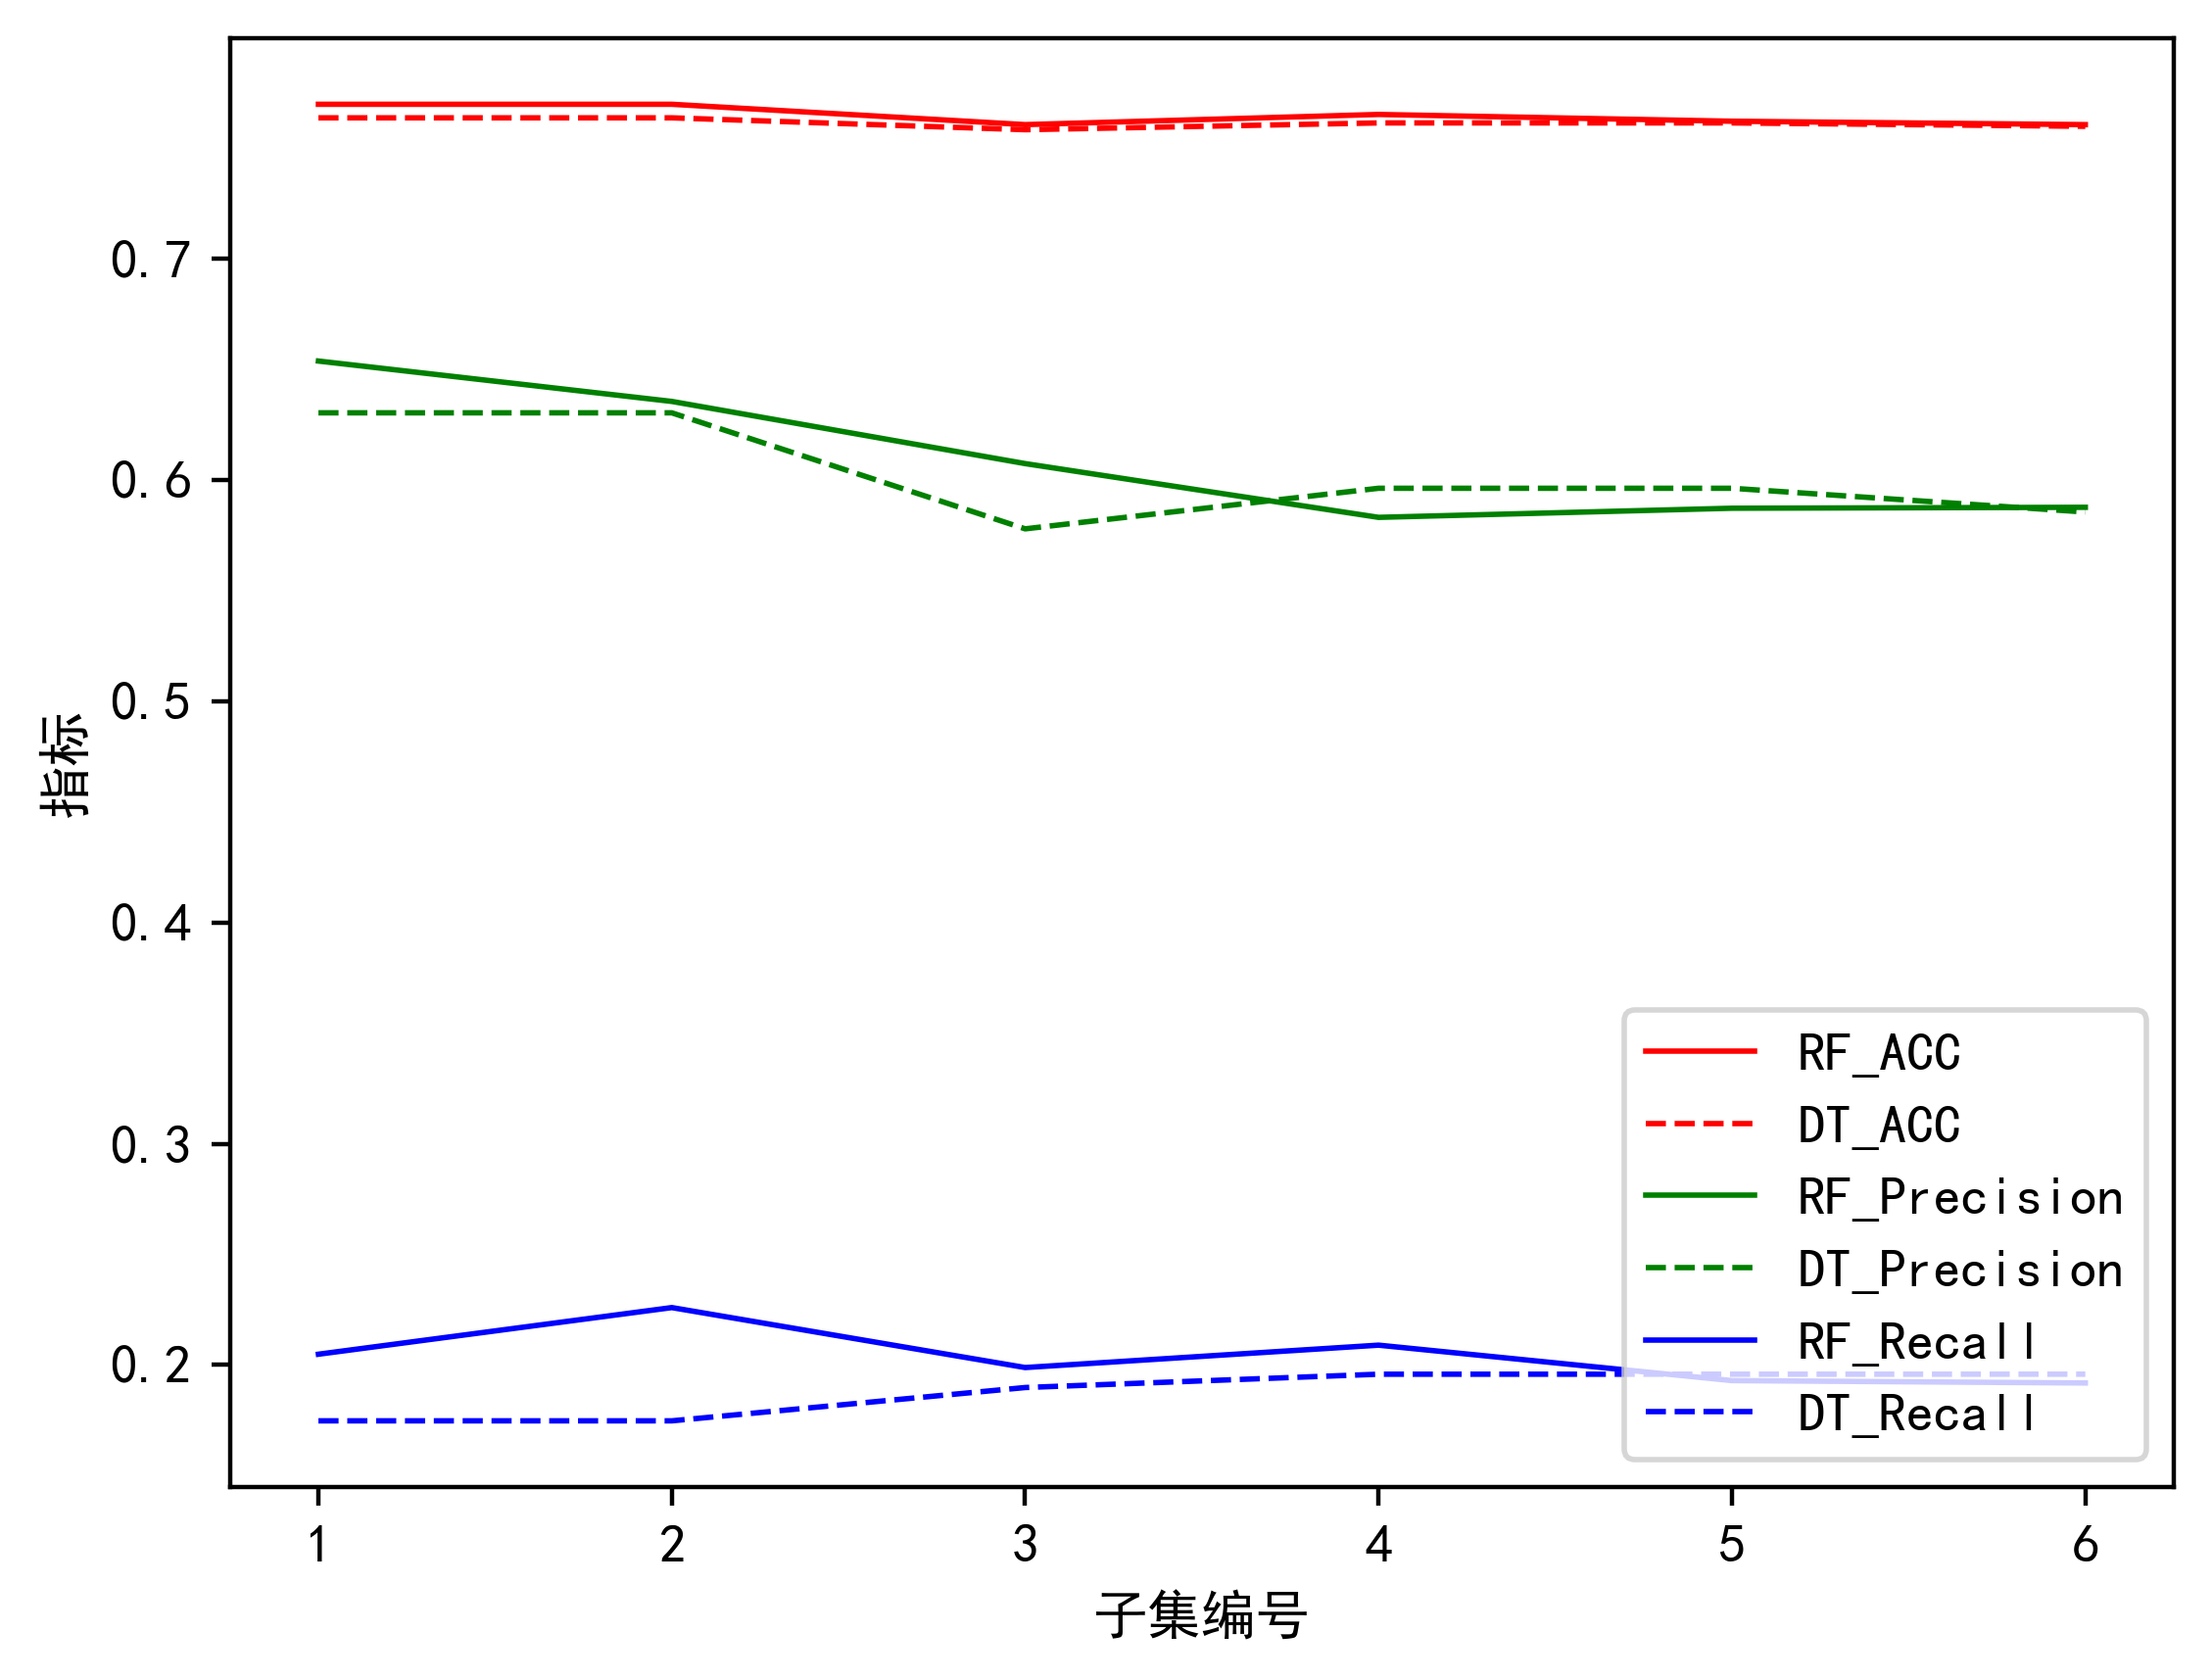 0.7
0.6
0.5
0.4
0.3
0.2
指标
1 2 3 4 5 6
子集编号
RF_ACC
DT_ACC
RF_Precision
DT_Precision
RF_Recall
DT_Recall